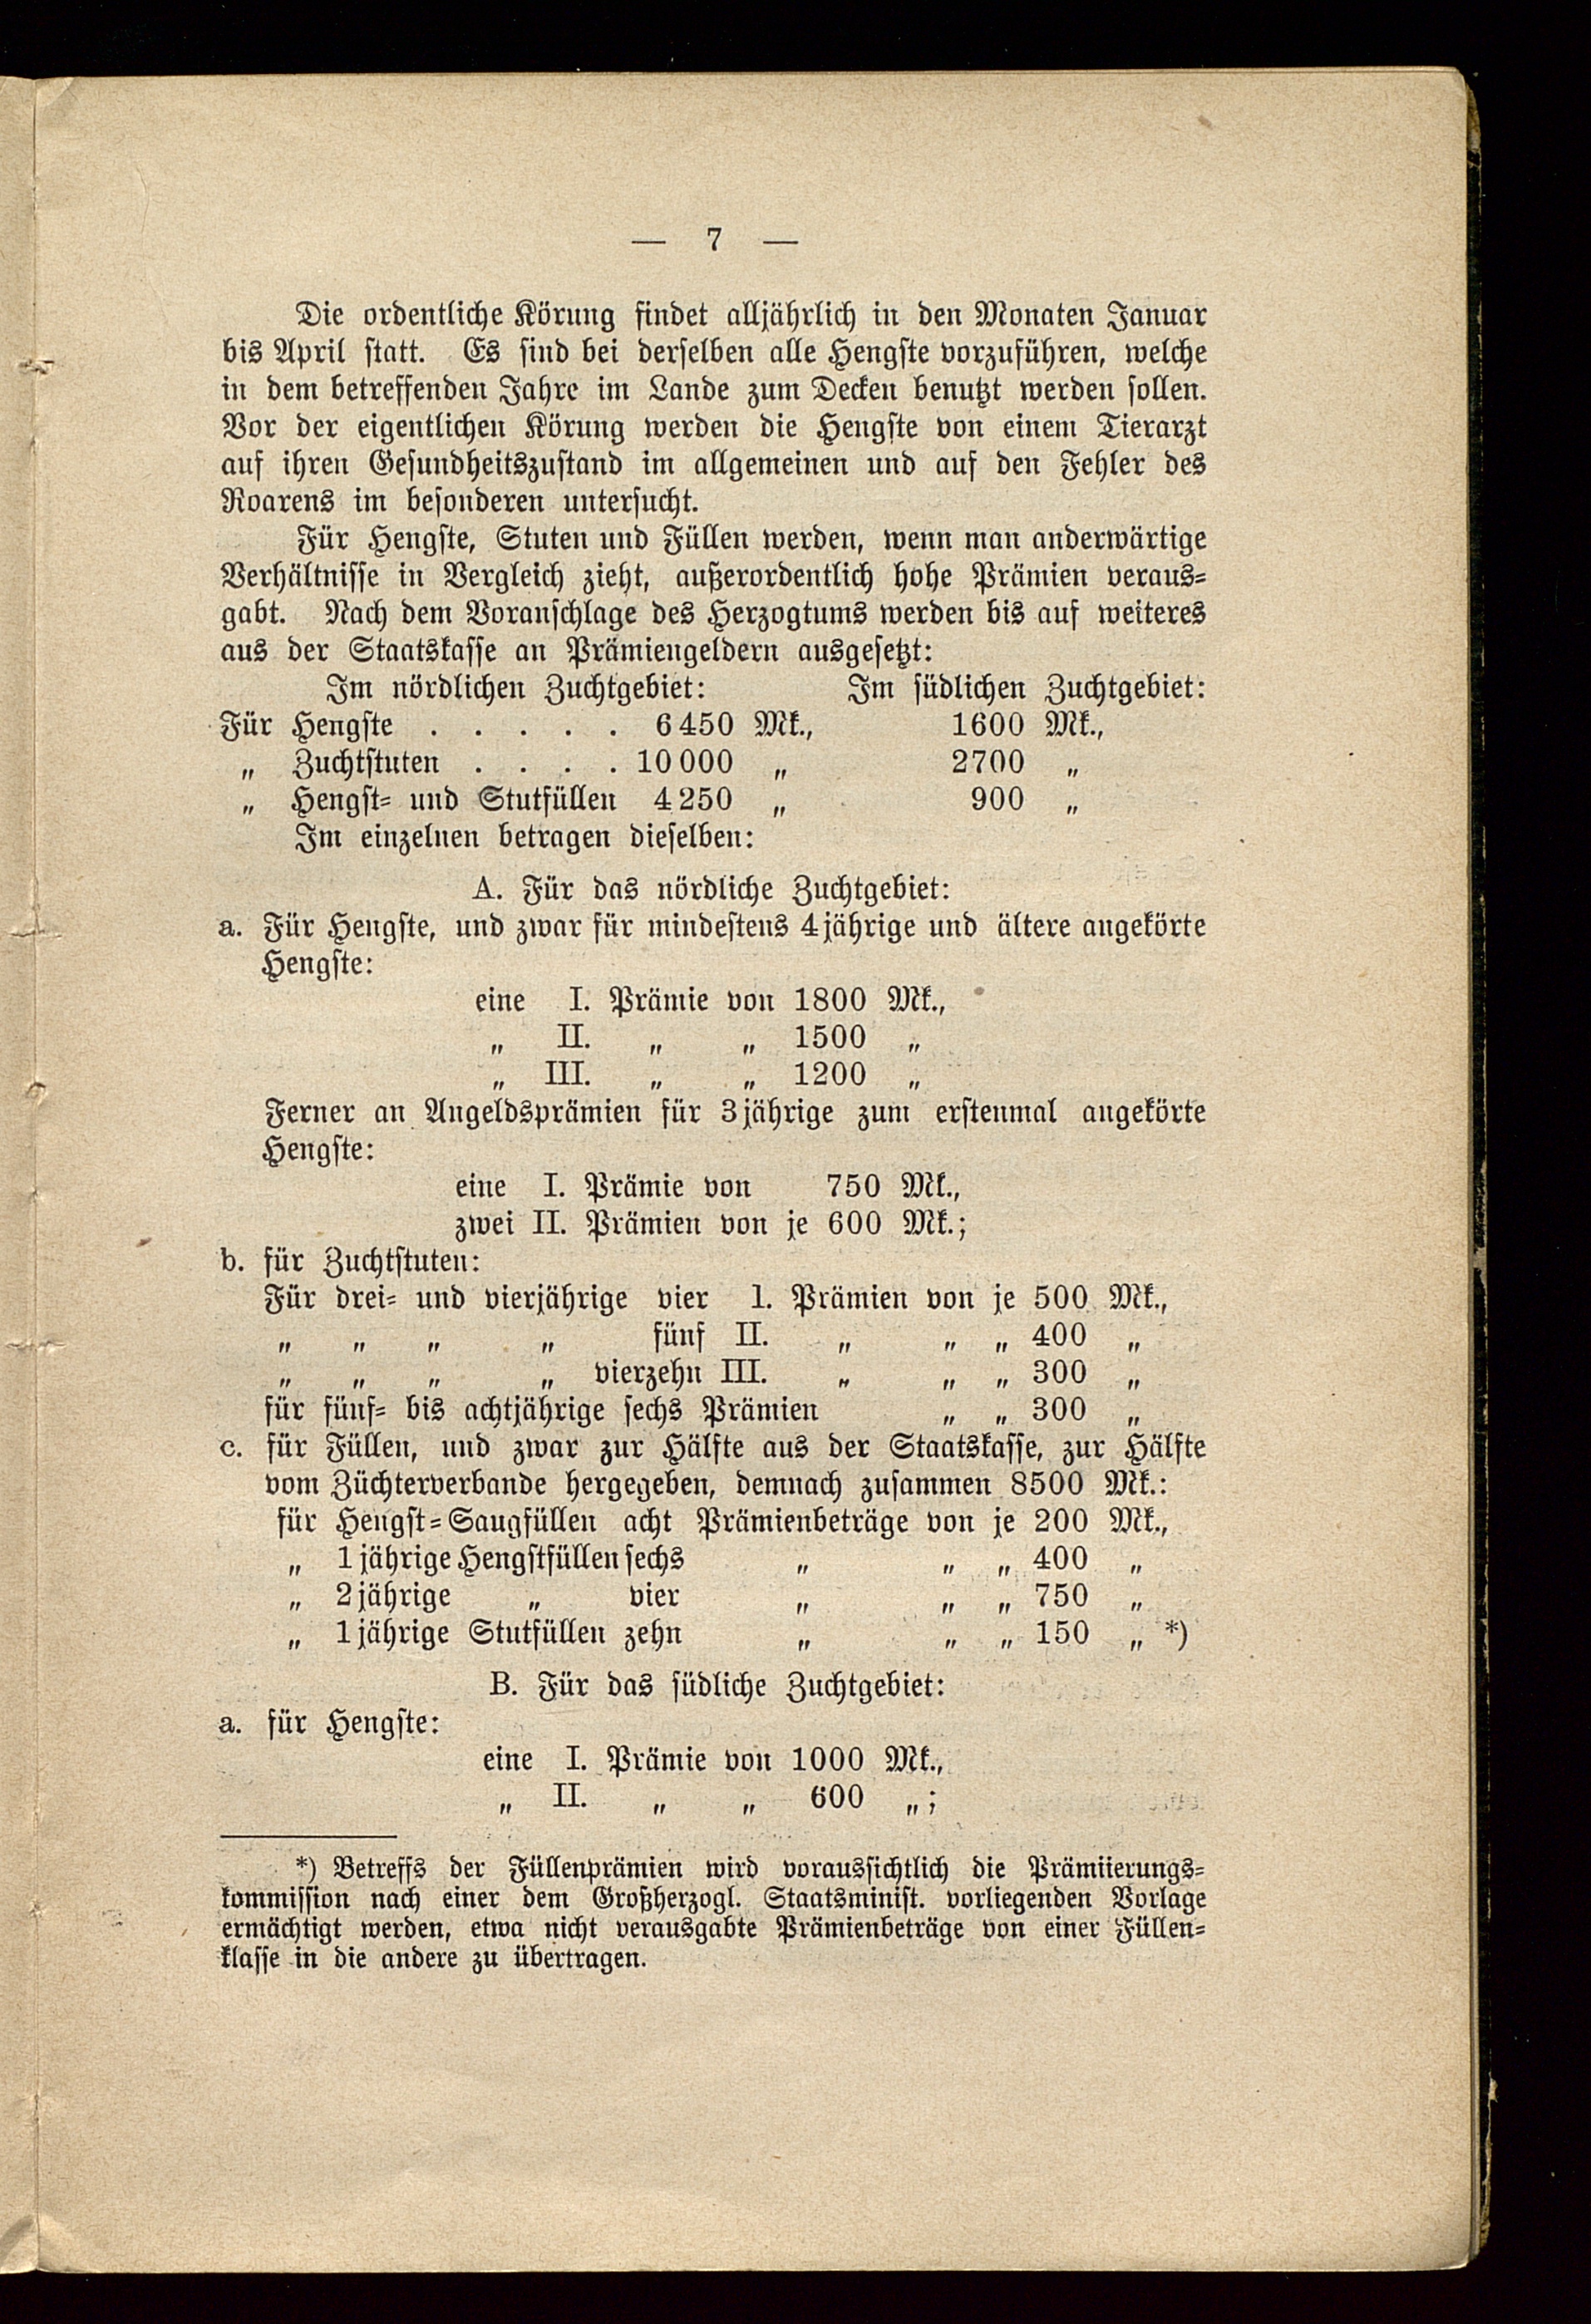 — 7 —
Die ordentliche Körung findet alljährlich in den Monaten Januar
bis April statt. Es sind bei derselben alle Hengste vorzuführen, welche
in dem betreffenden Jahre im Lande zum Decken benutzt werden sollen.
Vor der eigentlichen Körung werden die Hengste von einem Tierarzt
auf ihren Gesundheitszustand im allgemeinen und auf den Fehler des
Roarens im besonderen untersucht.
Für Hengste, Stuten und Füllen werden, wenn man anderwärtige
Verhältnisse in Vergleich zieht, außerordentlich hohe Prämien veraus=
gabt. Nach dem Voranschlage des Herzogtums werden bis auf weiteres
aus der Staatskasse an Prämiengeldern ausgesetzt:
Im nördlichen Zuchtgebiet: Im südlichen Zuchtgebiet:
Für Hengste . . . . . 6450 Mk., 1600 Mk.,
„ Zuchtstuten . . . . 10000 „ 2700 „
„ Hengst= und Stutfüllen 4250 „ 900 „
Im einzelnen betragen dieselben:
A. Für das nördliche Zuchtgebiet:
a. Für Hengste, und zwar für mindestens 4jährige und ältere angekörte
Hengste:
eine I. Prämie von 1800 Mk.,
„ II. „ „ 1500 „
„ III. „ „ 1200 „
Ferner an Angeldsprämien für 3jährige zum erstenmal angekörte
Hengste:
eine I. Prämie von 750 Mk.,
zwei II. Prämien von je 600 Mk.;
b. für Zuchtstuten:
Für drei= und vierjährige vier 1. Prämien von je 500 Mk.,
„ „ „ „ fünf II. „ „ „ 400 „
„ „ „ „ vierzehn III. „ „ „ 300 „
für fünf= bis achtjährige sechs Prämien „ „ 300 „
c. für Füllen, und zwar zur Hälfte aus der Staatskasse, zur Hälfte
vom Züchterverbande hergegeben, demnach zusammen 8500 Mk.:
für Hengst=Saugfüllen acht Prämienbeträge von je 200 Mk.,
„ 1jährige Hengstfüllen sechs „ „ „ 400 „
„ 2jährige „ vier „ „ „ 750 „
„ 1jährige Stutfüllen zehn „ „ „ 150 „ *)
B. Für das südliche Zuchtgebiet:
a. für Hengste:
eine I. Prämie von 1000 Mk.,
„ II. „ „ 600 „;
*) Betreffs der Füllenprämien wird voraussichtlich die Prämiierungs=
kommission nach einer dem Großherzogl. Staatsminist. vorliegenden Vorlage
ermächtigt werden, etwa nicht verausgabte Prämienbeträge von einer Füllen=
klasse in die andere zu übertragen.